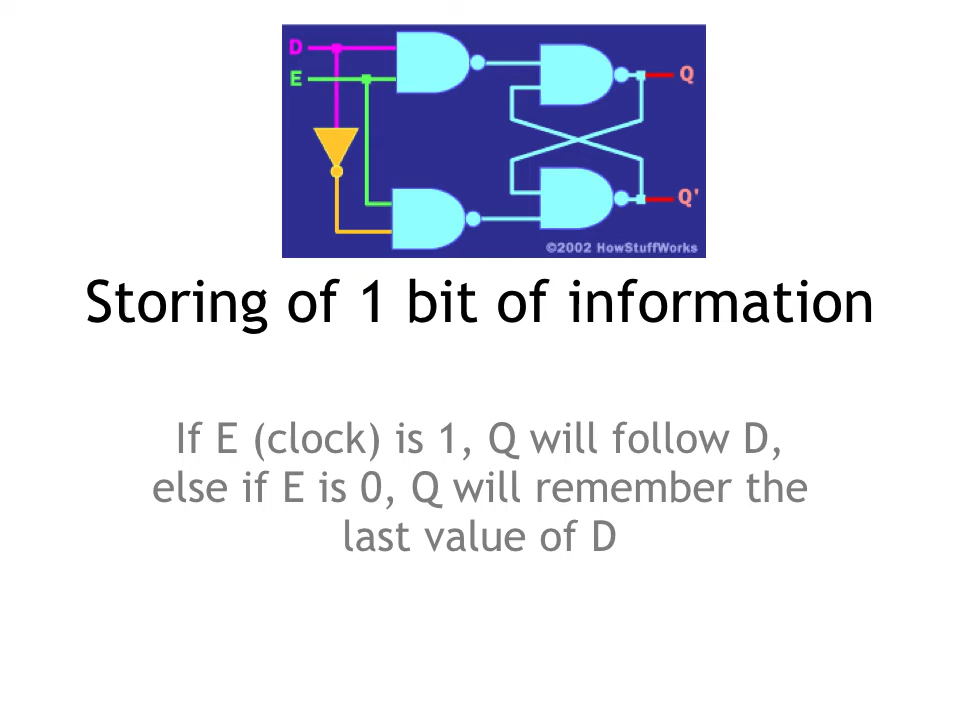 D
E
Q
Q'
©2002 HowStuffWorks
Storing of 1 bit of information
If E (clock) is 1, Q will follow D,
else if E is 0, Q will remember the
last value of D